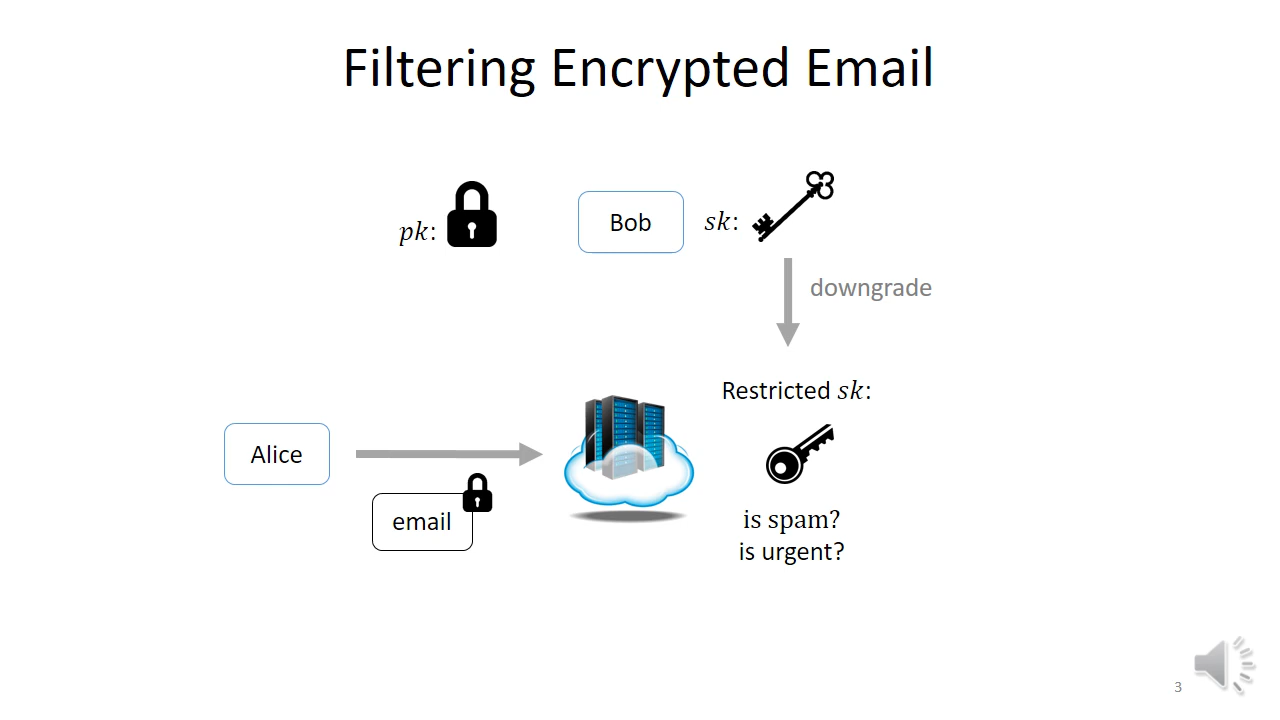 Filtering Encrypted Email
pk:
Bob
sk:
downgrade
Restricted sk:
Alice
email
is spam?
is urgent?
3